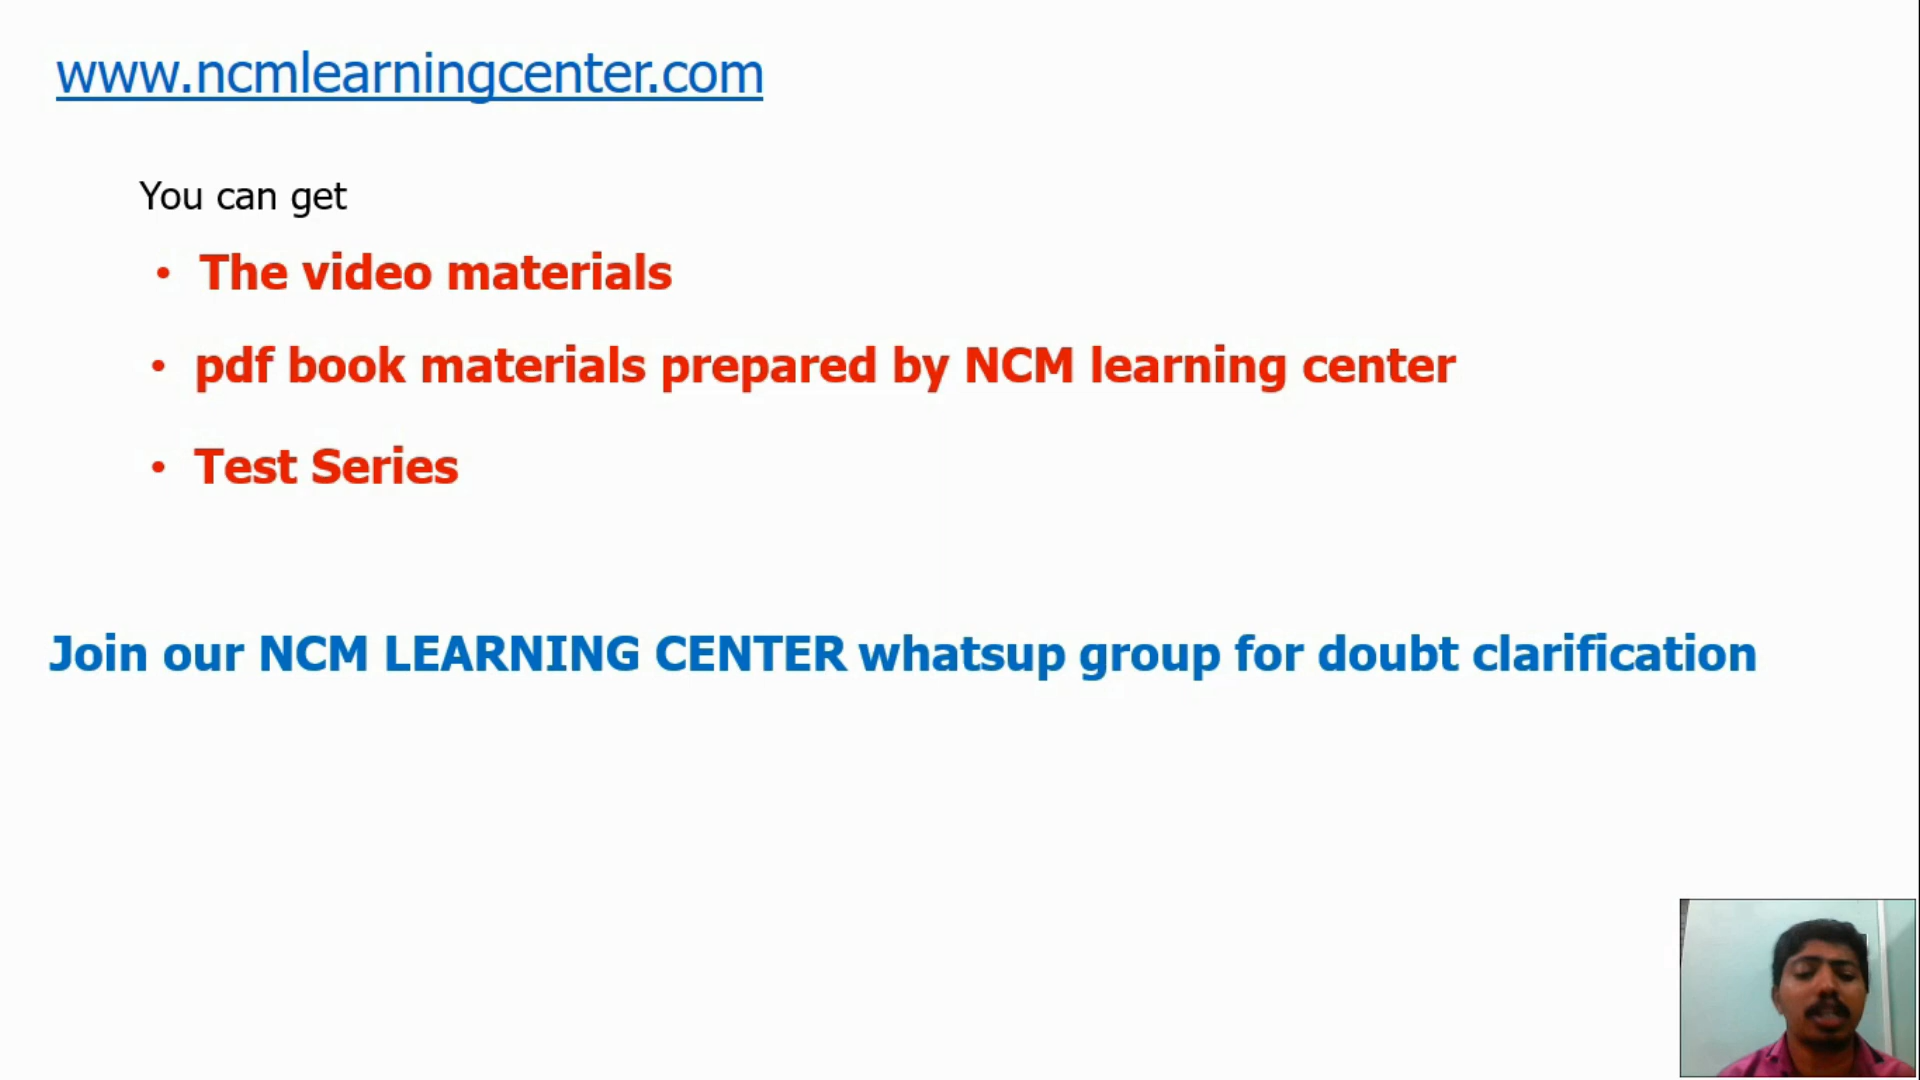 www.ncmlearningcenter.com
You can get
• The video materials
• pdf book materials prepared by NCM learning center
• Test Series
Join our NCM LEARNING CENTER whatsup group for doubt clarification